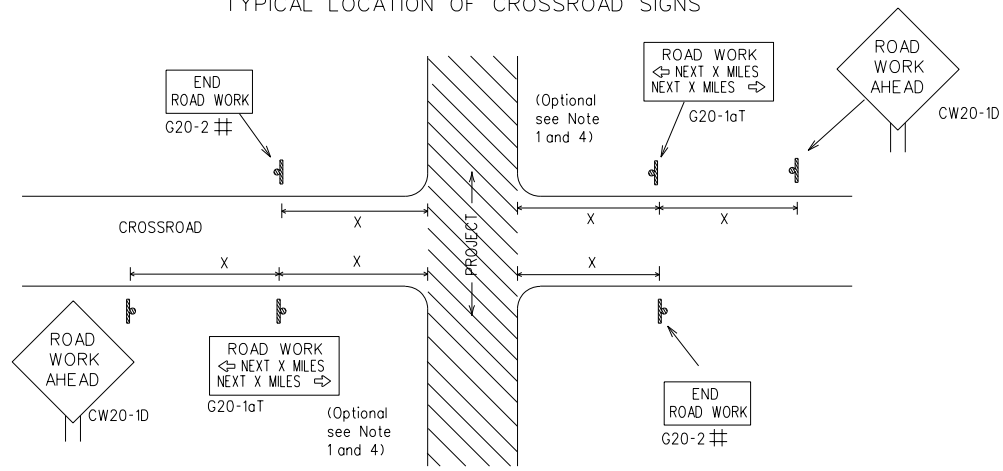 TYPICAL LOCATION OF CROSSROAD SIGNS
END
ROAD WORK
G20-2 #
(Optional
see Note
1 and 4)
ROAD WORK
⇦ NEXT X MILES
NEXT X MILES ⇨
G20-1aT
ROAD
WORK
AHEAD
CW20-1D
X
X
X
CROSSROAD
PROJECT
X
X
X
ROAD
WORK
AHEAD
CW20-1D
ROAD WORK
⇦ NEXT X MILES
NEXT X MILES ⇨
G20-1aT
(Optional
see Note
1 and 4)
END
ROAD WORK
G20-2 #